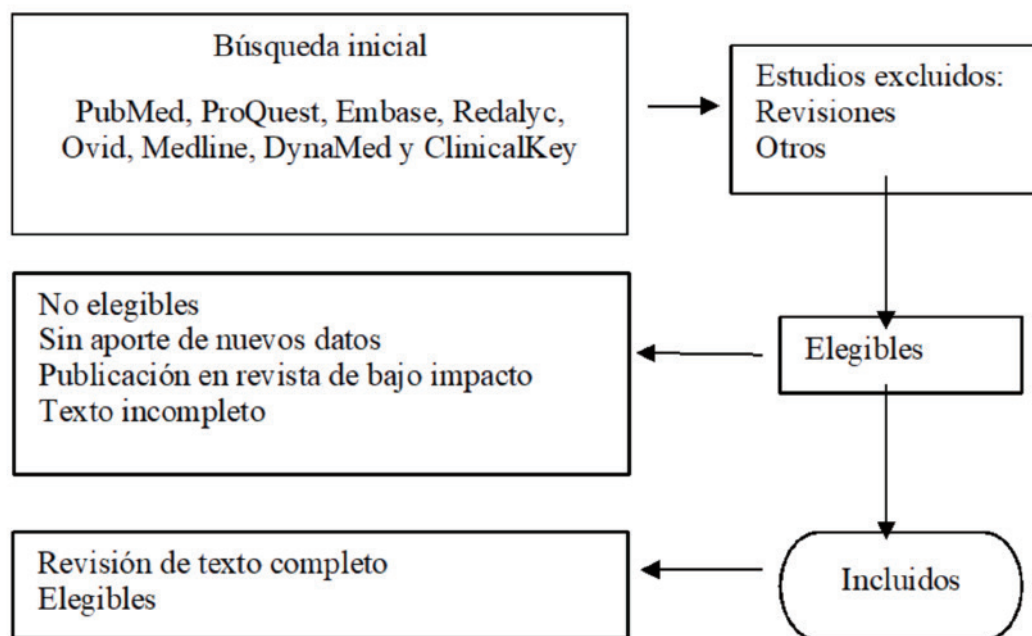 Búsqueda inicial
PubMed, ProQuest, Embase, Redalyc,
Ovid, Medline, DynaMed y ClinicalKey
Estudios excluidos:
Revisiones
Otros
No elegibles
Sin aporte de nuevos datos
Publicación en revista de bajo impacto
Texto incompleto
Elegibles
Revisión de texto completo
Elegibles
Incluidos